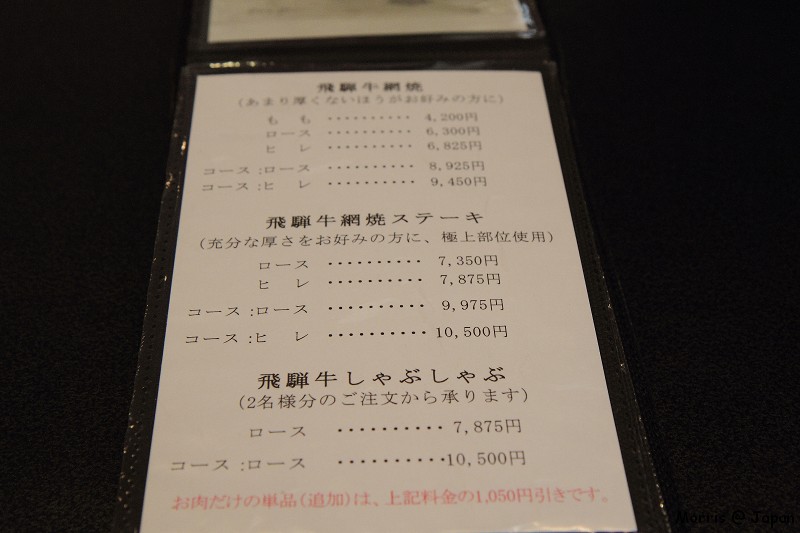 飛騨牛網焼
(あまり厚くないほうがお好みの方に)
もも ・・・・・・・・・・ 4,200円
ロース ・・・・・・・・・・ 6,300円
ヒレ ・・・・・・・・・・ 6,825円
コース:ロース ・・・・・・・・・・ 8,925円
コース:ヒレ ・・・・・・・・・・ 9,450円
飛騨牛網焼ステーキ
(充分な厚さをお好みの方に、極上部位使用)
ロース ・・・・・・・・・・ 7,350円
ヒレ ・・・・・・・・・・ 7,875円
コース:ロース ・・・・・・・・・・ 9,975円
コース:ヒレ ・・・・・・・・・・ 10,500円
飛騨牛しゃぶしゃぶ
(2名様分のご注文から承ります)
ロース ・・・・・・・・・・ 7,875円
コース:ロース ・・・・・・・・・・ 10,500円
お肉だけの単品(追加)は、上記料金の1,050円引きです。
Morris @ Japan